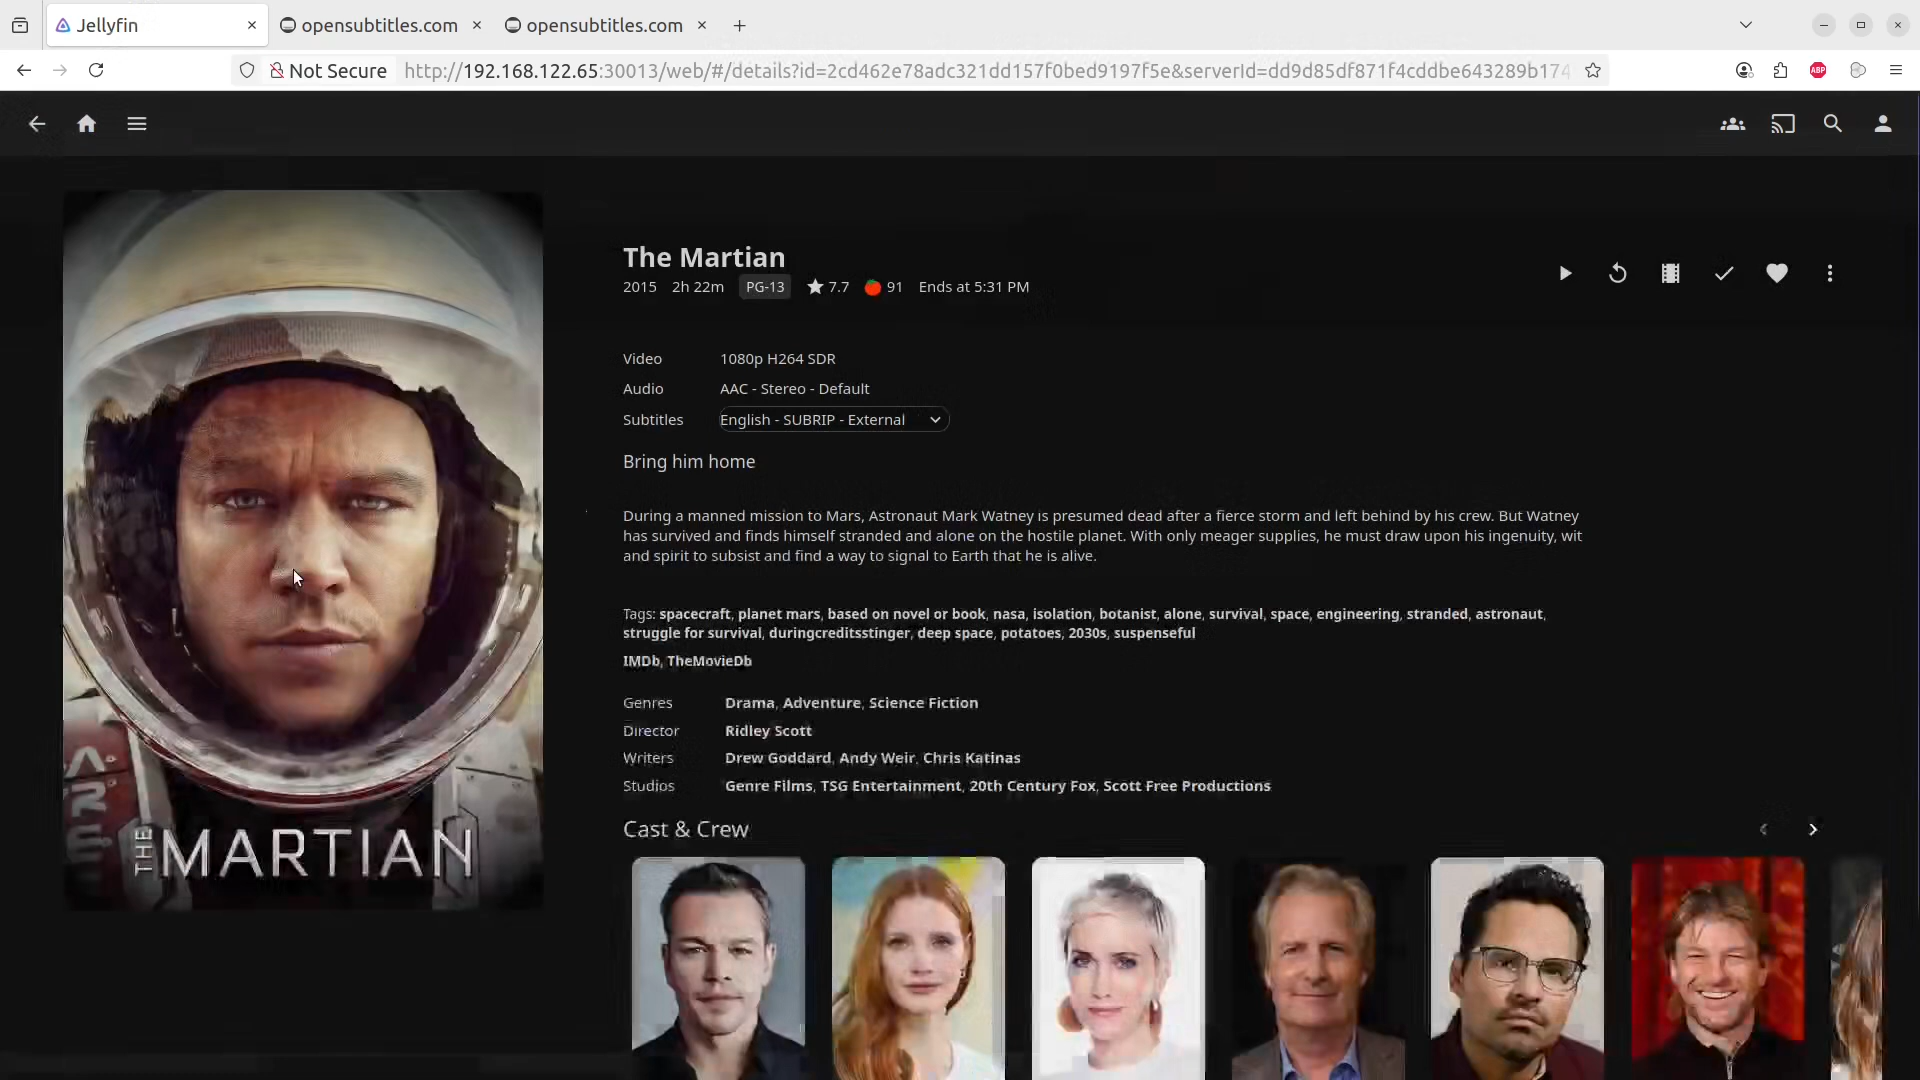 Jellyfin
opensubtitles.com
opensubtitles.com
Not Secure
http://192.168.122.65:30013/web/#/details?id=2cd462e78adc321dd157f0bed9197f5e&serverId=dd9d85df871f4cddbe643289b174
ABP
The Martian
2015 2h 22m PG-13 7.7 91 Ends at 5:31 PM
Video 1080p H264 SDR
Audio AAC - Stereo - Default
Subtitles English - SUBRIP - External
Bring him home
During a manned mission to Mars, Astronaut Mark Watney is presumed dead after a fierce storm and left behind by his crew. But Watney
has survived and finds himself stranded and alone on the hostile planet. With only meager supplies, he must draw upon his ingenuity, wit
and spirit to subsist and find a way to signal to Earth that he is alive.
Tags: spacecraft, planet mars, based on novel or book, nasa, isolation, botanist, alone, survival, space, engineering, stranded, astronaut,
struggle for survival, duringcreditsstinger, deep space, potatoes, 2030s, suspenseful
IMDb, TheMovieDb
Genres Drama, Adventure, Science Fiction
Director Ridley Scott
Writers Drew Goddard, Andy Weir, Chris Katinas
Studios Genre Films, TSG Entertainment, 20th Century Fox, Scott Free Productions
Cast & Crew
THE MARTIAN